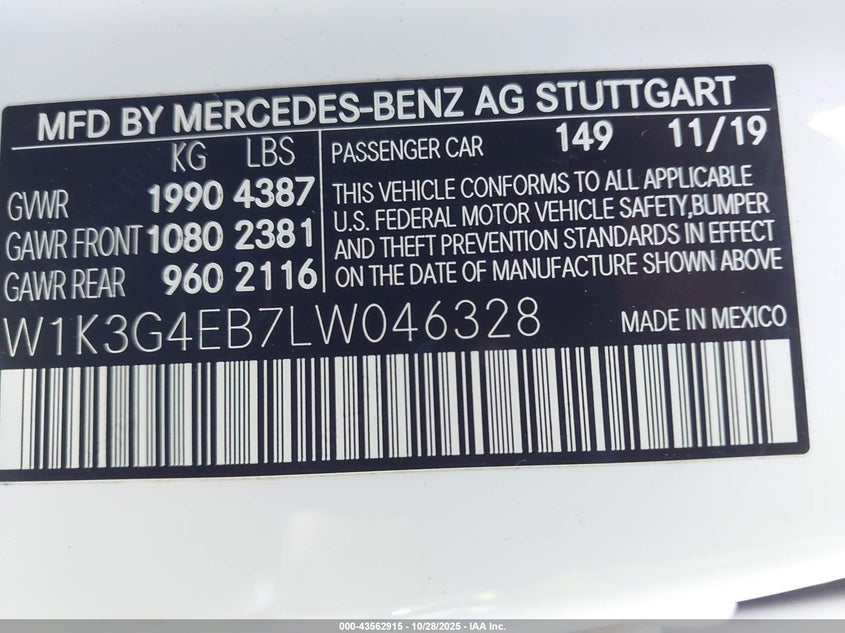 MFD BY MERCEDES-BENZ AG STUTTGART
KG LBS
GVWR 1990 4387
GAWR FRONT 1080 2381
GAWR REAR 960 2116
PASSENGER CAR 149 11/19
THIS VEHICLE CONFORMS TO ALL APPLICABLE
U.S. FEDERAL MOTOR VEHICLE SAFETY,BUMPER
AND THEFT PREVENTION STANDARDS IN EFFECT
ON THE DATE OF MANUFACTURE SHOWN ABOVE
W1K3G4EB7LW046328 MADE IN MEXICO
000-43562915 | 10/28/2025 | IAA Inc.